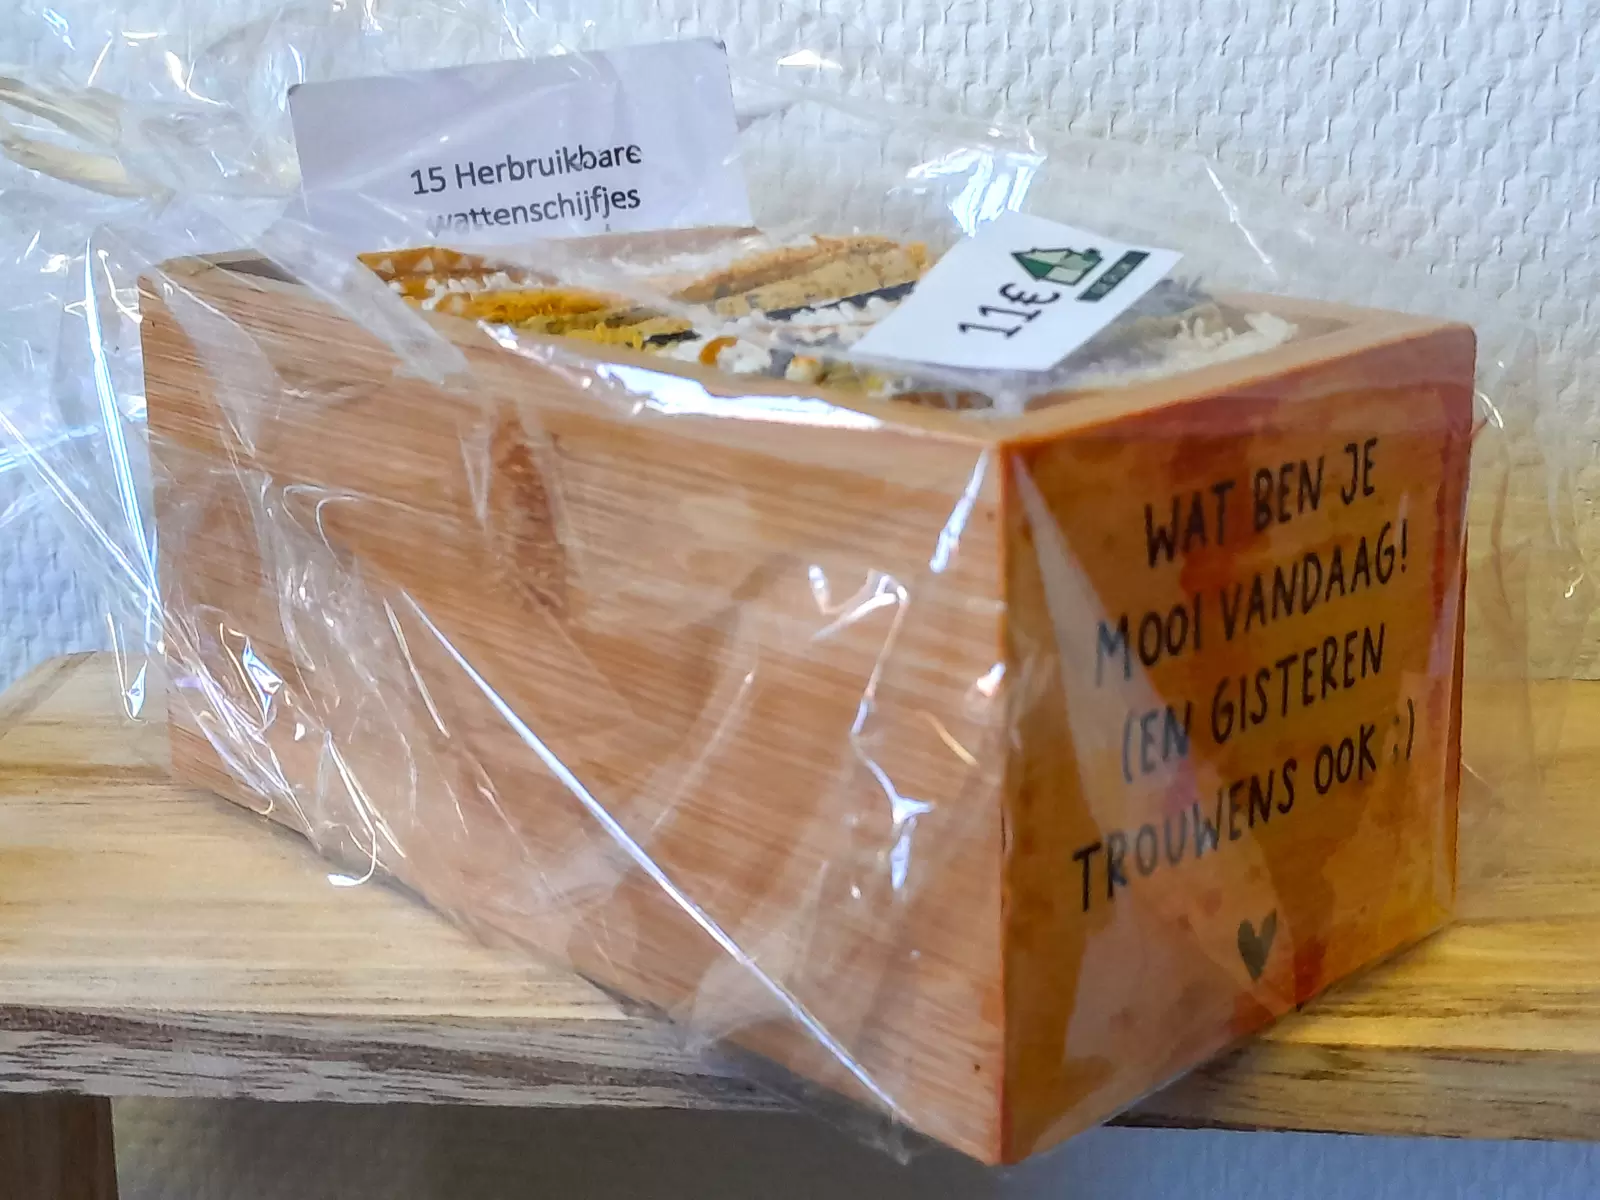 15 Herbruikbare
wattenschijfjes
11€
WAT BEN JE
MOOI VANDAAG!
(EN GISTEREN
TROUWENS OOK ;)